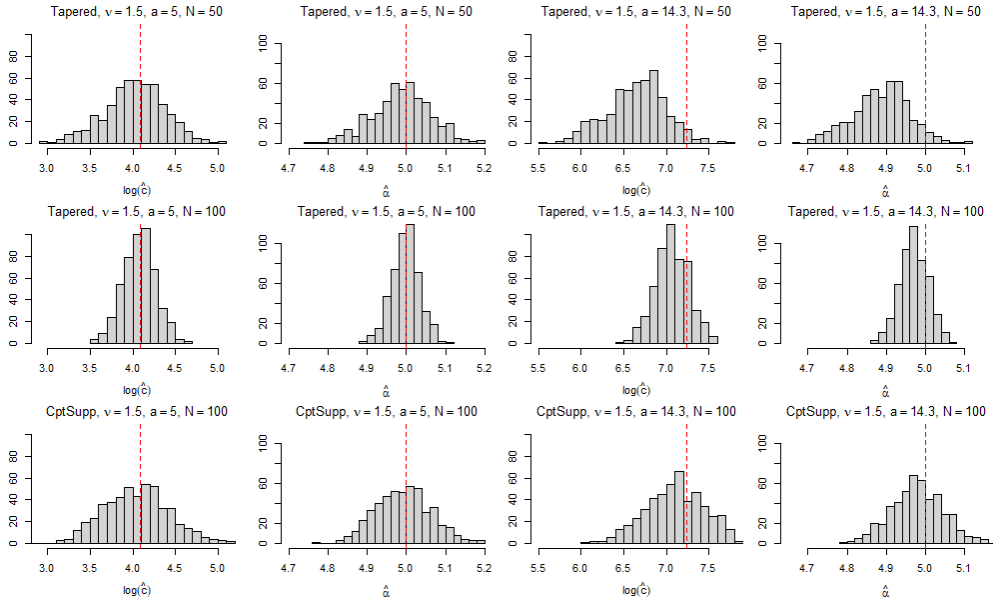 Tapered, ν = 1.5, a = 5, N = 50
Tapered, ν = 1.5, a = 5, N = 50
Tapered, ν = 1.5, a = 14.3, N = 50
Tapered, ν = 1.5, a = 14.3, N = 50
0 20 40 60 80
0 20 60 100
0 20 40 60 80
0 20 60 100
3.0 3.5 4.0 4.5 5.0
4.7 4.8 4.9 5.0 5.1 5.2
5.5 6.0 6.5 7.0 7.5
4.7 4.8 4.9 5.0 5.1
log(ĉ)
α̂
log(ĉ)
α̂
Tapered, ν = 1.5, a = 5, N = 100
Tapered, ν = 1.5, a = 5, N = 100
Tapered, ν = 1.5, a = 14.3, N = 100
Tapered, ν = 1.5, a = 14.3, N = 100
0 20 40 60 80
0 20 60 100
0 20 40 60 80
0 20 60 100
3.0 3.5 4.0 4.5 5.0
4.7 4.8 4.9 5.0 5.1 5.2
5.5 6.0 6.5 7.0 7.5
4.7 4.8 4.9 5.0 5.1
log(ĉ)
α̂
log(ĉ)
α̂
CptSupp, ν = 1.5, a = 5, N = 100
CptSupp, ν = 1.5, a = 5, N = 100
CptSupp, ν = 1.5, a = 14.3, N = 100
CptSupp, ν = 1.5, a = 14.3, N = 100
0 20 40 60 80
0 20 60 100
0 20 40 60 80
0 20 60 100
3.0 3.5 4.0 4.5 5.0
4.7 4.8 4.9 5.0 5.1 5.2
5.5 6.0 6.5 7.0 7.5
4.7 4.8 4.9 5.0 5.1
log(ĉ)
α̂
log(ĉ)
α̂